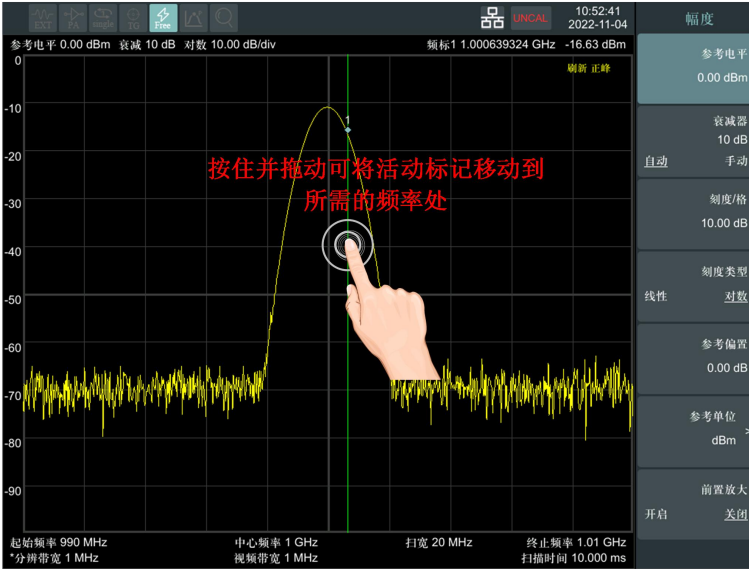 EXT PA TG Free UNCAL 10:52:41
2022-11-04
幅度
参考电平 0.00 dBm 衰减 10 dB 对数 10.00 dB/div 频标1 1.000639324 GHz -16.63 dBm
刷新 正峰
0
-10
-20
-30
-40
-50
-60
-70
-80
-90
1
按住并拖动可将活动标记移动到
所需的频率处
起始频率 990 MHz 中心频率 1 GHz 扫宽 20 MHz 终止频率 1.01 GHz
*分辨带宽 1 MHz 视频带宽 1 MHz 扫描时间 10.000 ms
参考电平
0.00 dBm
衰减器
10 dB
自动 手动
刻度/格
10.00 dB
刻度类型
线性 对数
参考偏置
0.00 dB
参考单位
dBm >
前置放大
开启 关闭